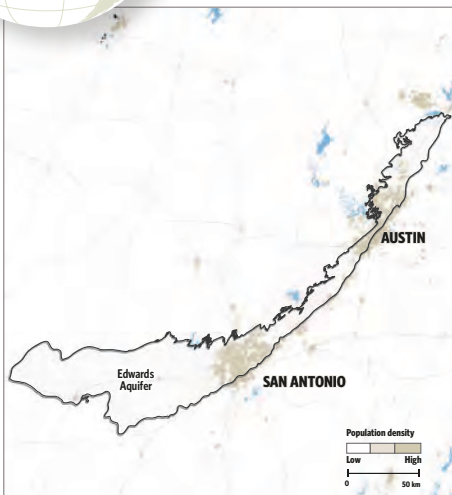 AUSTIN
Edwards
Aquifer
SAN ANTONIO
Population density
Low High
0 50 km